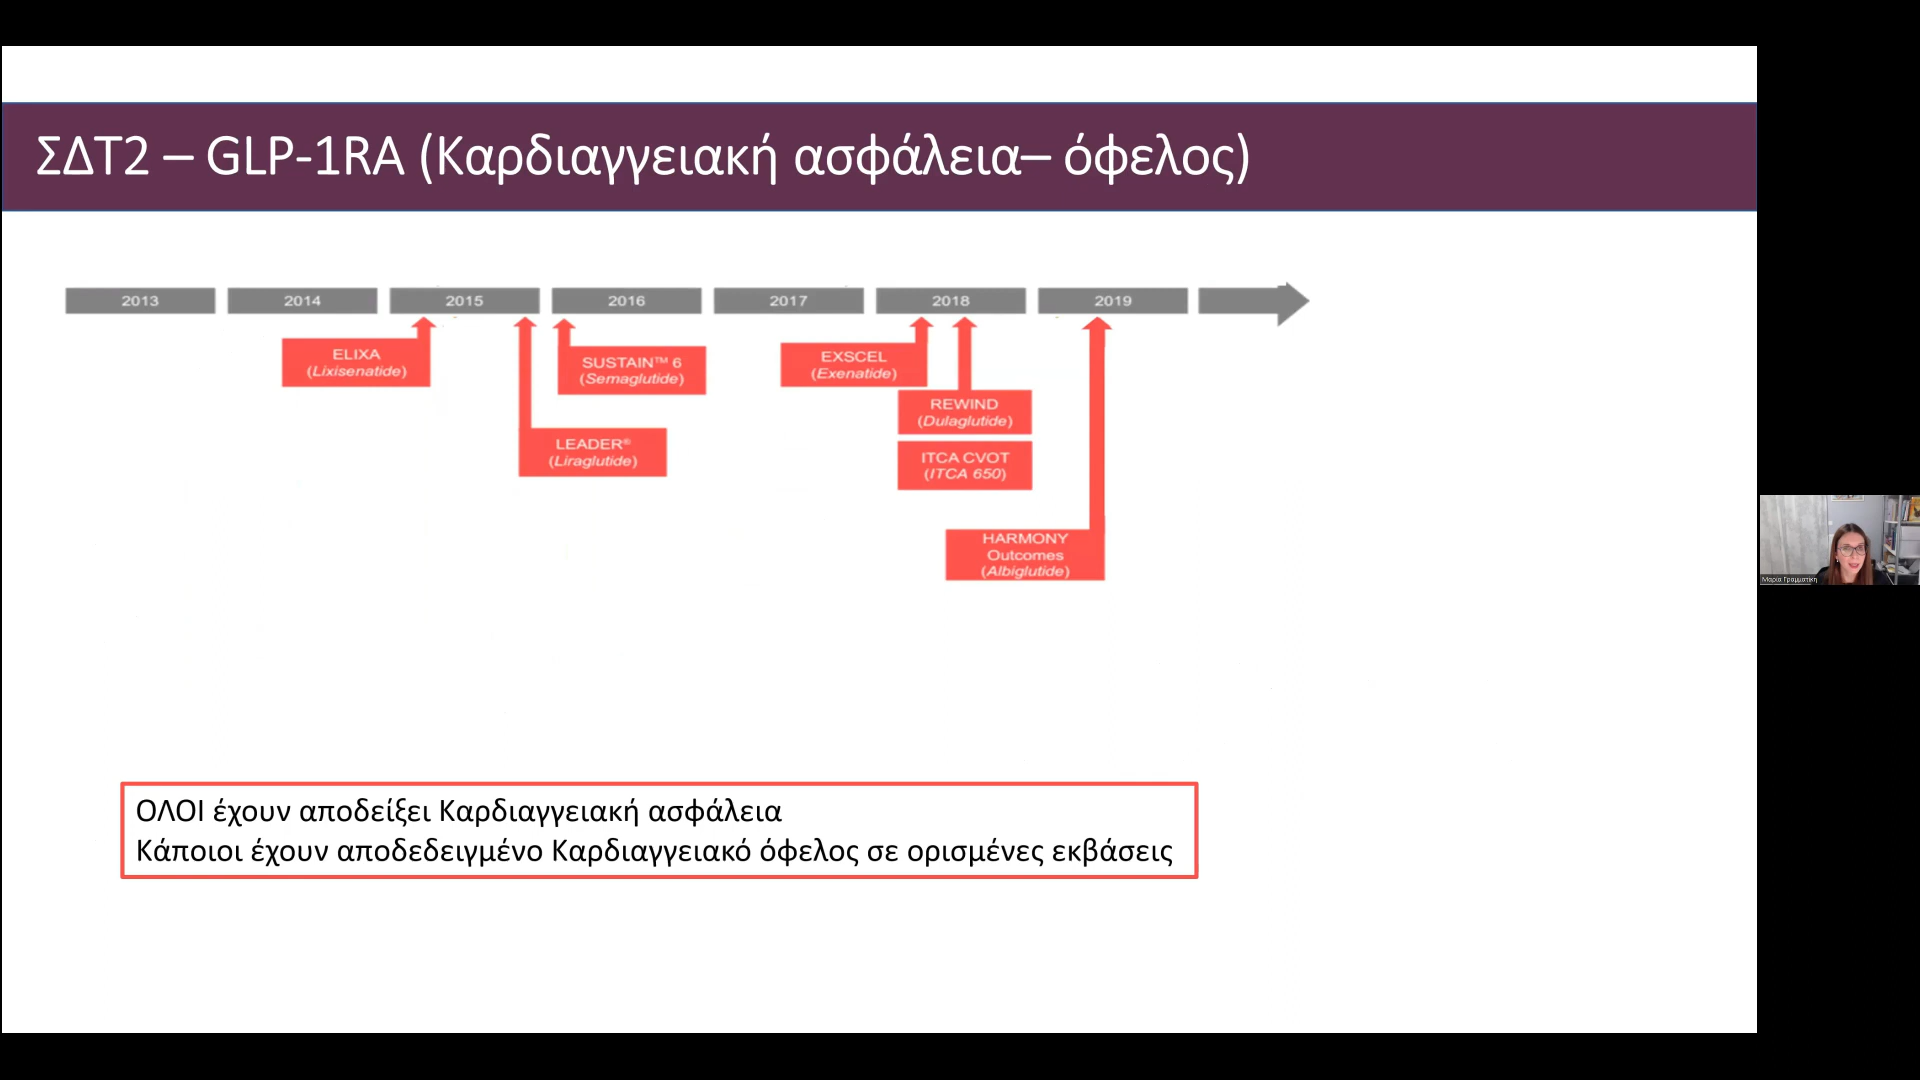 ΣΔΤ2 – GLP-1RA (Καρδιαγγειακή ασφάλεια– όφελος)
2013 2014 2015 2016 2017 2018 2019
ELIXA
(Lixisenatide)
SUSTAIN™ 6
(Semaglutide)
LEADER®
(Liraglutide)
EXSCEL
(Exenatide)
REWIND
(Dulaglutide)
ITCA CVOT
(ITCA 650)
HARMONY
Outcomes
(Albiglutide)
ΟΛΟΙ έχουν αποδείξει Καρδιαγγειακή ασφάλεια
Κάποιοι έχουν αποδεδειγμένο Καρδιαγγειακό όφελος σε ορισμένες εκβάσεις
Μαρία Γραμματίκη